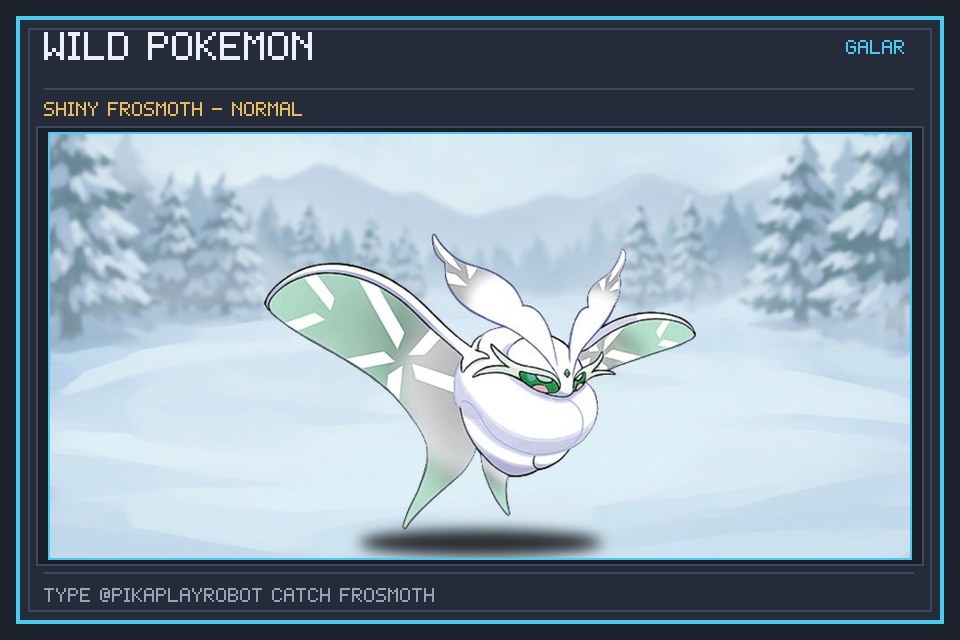 WILD POKEMON
GALAR
SHINY FROSMOTH - NORMAL
TYPE @PIKAPLAYROBOT CATCH FROSMOTH